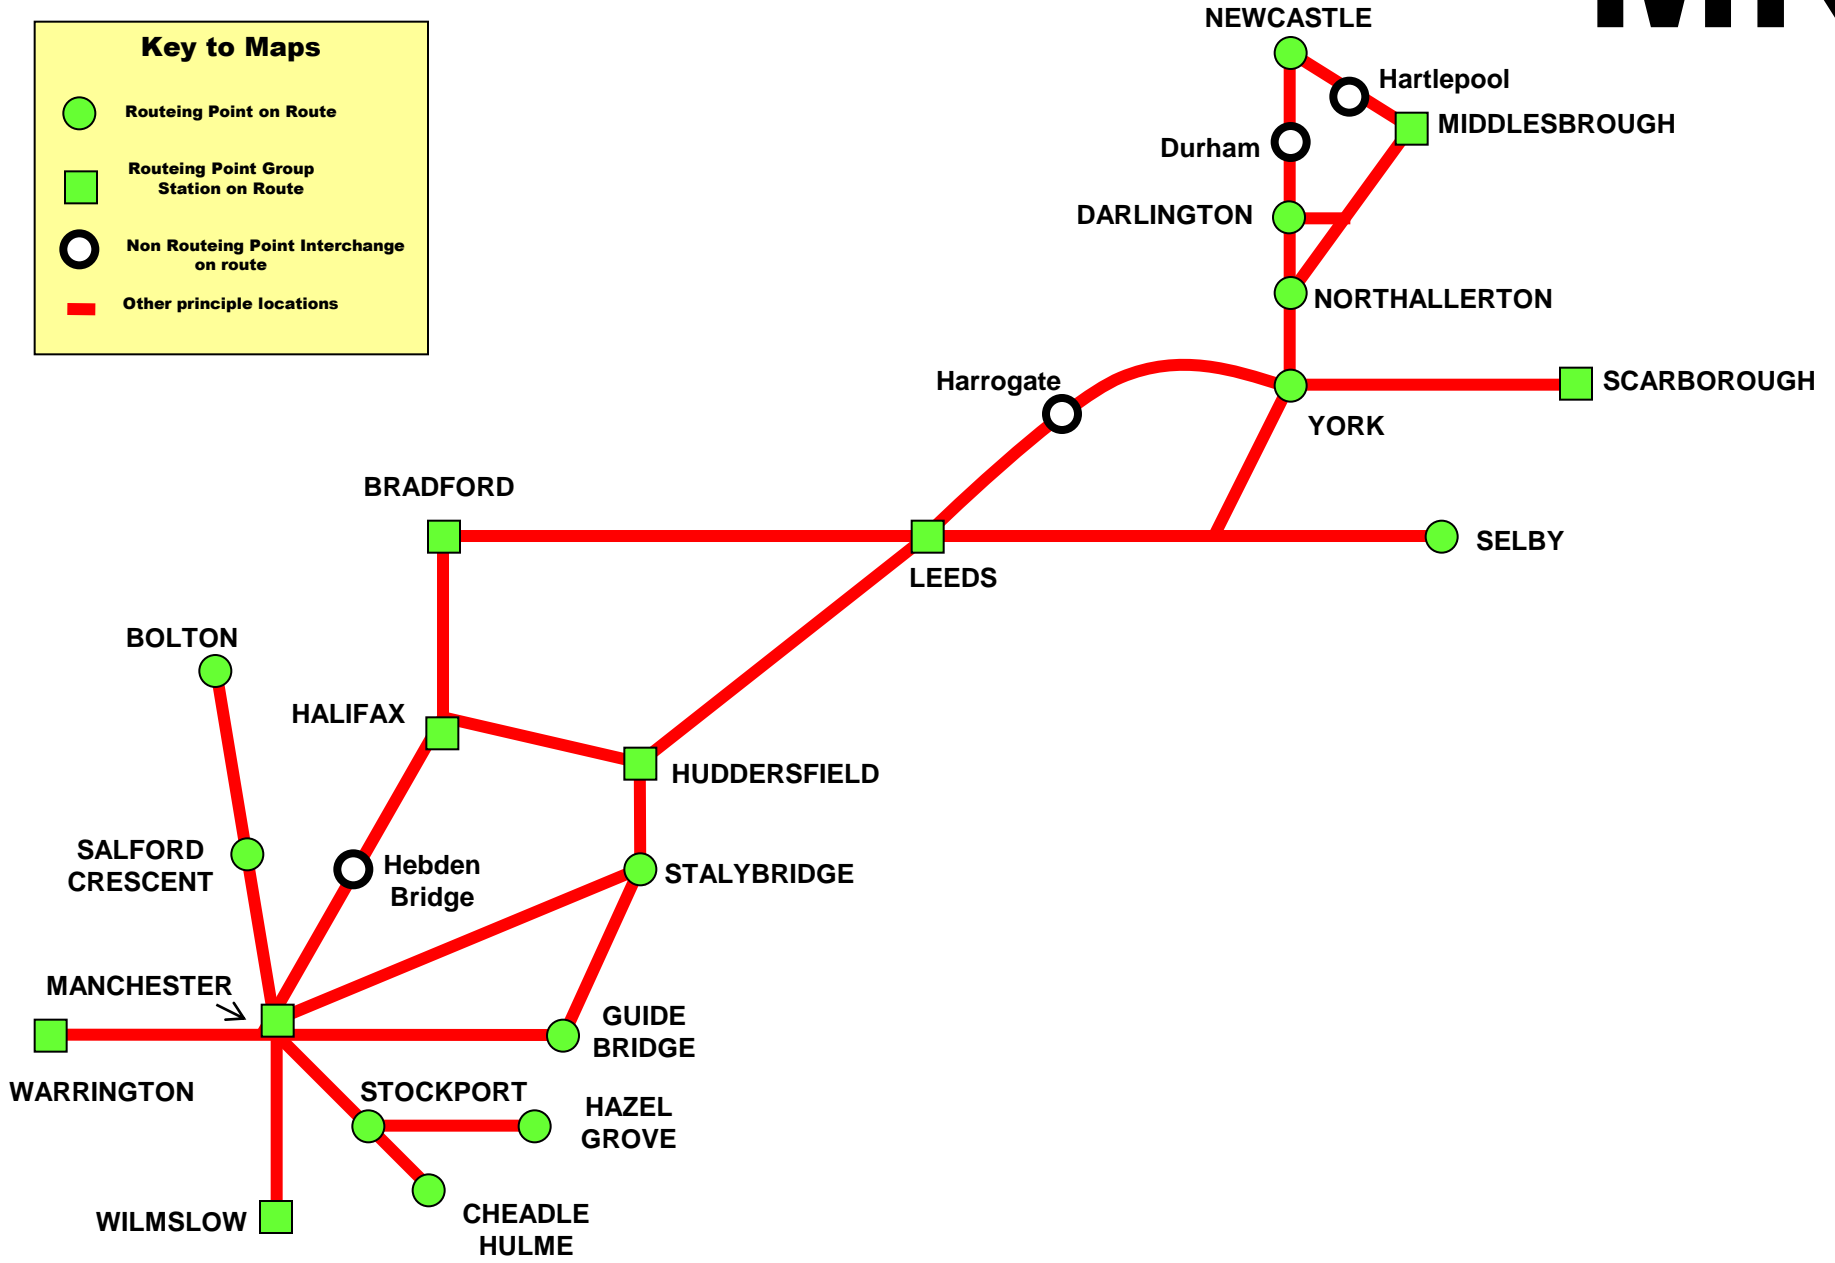 Key to Maps
Routeing Point on Route
Routeing Point Group
Station on Route
Non Routeing Point Interchange
on route
Other principle locations
NEWCASTLE
Hartlepool
MIDDLESBROUGH
Durham
DARLINGTON
NORTHALLERTON
Harrogate
SCARBOROUGH
YORK
BRADFORD
SELBY
LEEDS
BOLTON
HALIFAX
HUDDERSFIELD
SALFORD
CRESCENT
Hebden
Bridge
STALYBRIDGE
MANCHESTER
GUIDE
BRIDGE
WARRINGTON
STOCKPORT
HAZEL
GROVE
WILMSLOW
CHEADLE
HULME